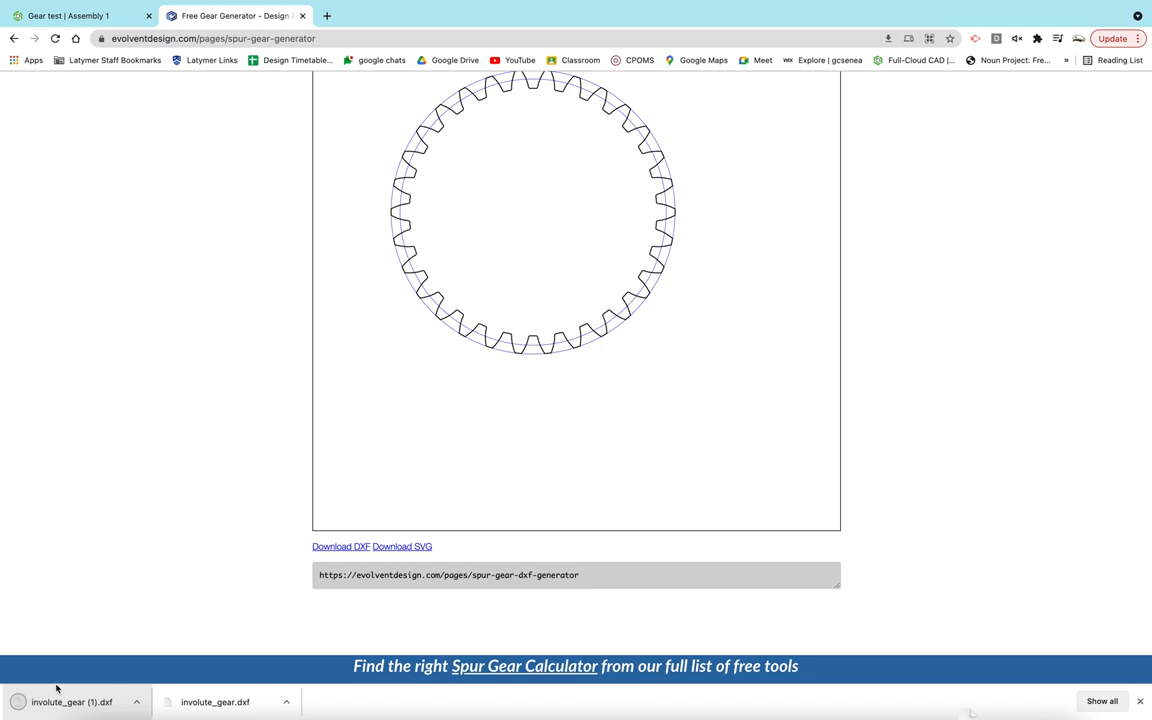 Gear test | Assembly 1
Free Gear Generator - Design &
evolventdesign.com/pages/spur-gear-generator
Update
Apps
Latymer Staff Bookmarks
Latymer Links
Design Timetable...
google chats
Google Drive
YouTube
Classroom
CPOMS
Google Maps
Meet
Explore | gcsenea
Full-Cloud CAD |...
Noun Project: Fre...
»
Reading List
Download DXF Download SVG
https://evolventdesign.com/pages/spur-gear-dxf-generator
Find the right Spur Gear Calculator from our full list of free tools
involute_gear (1).dxf
involute_gear.dxf
Show all